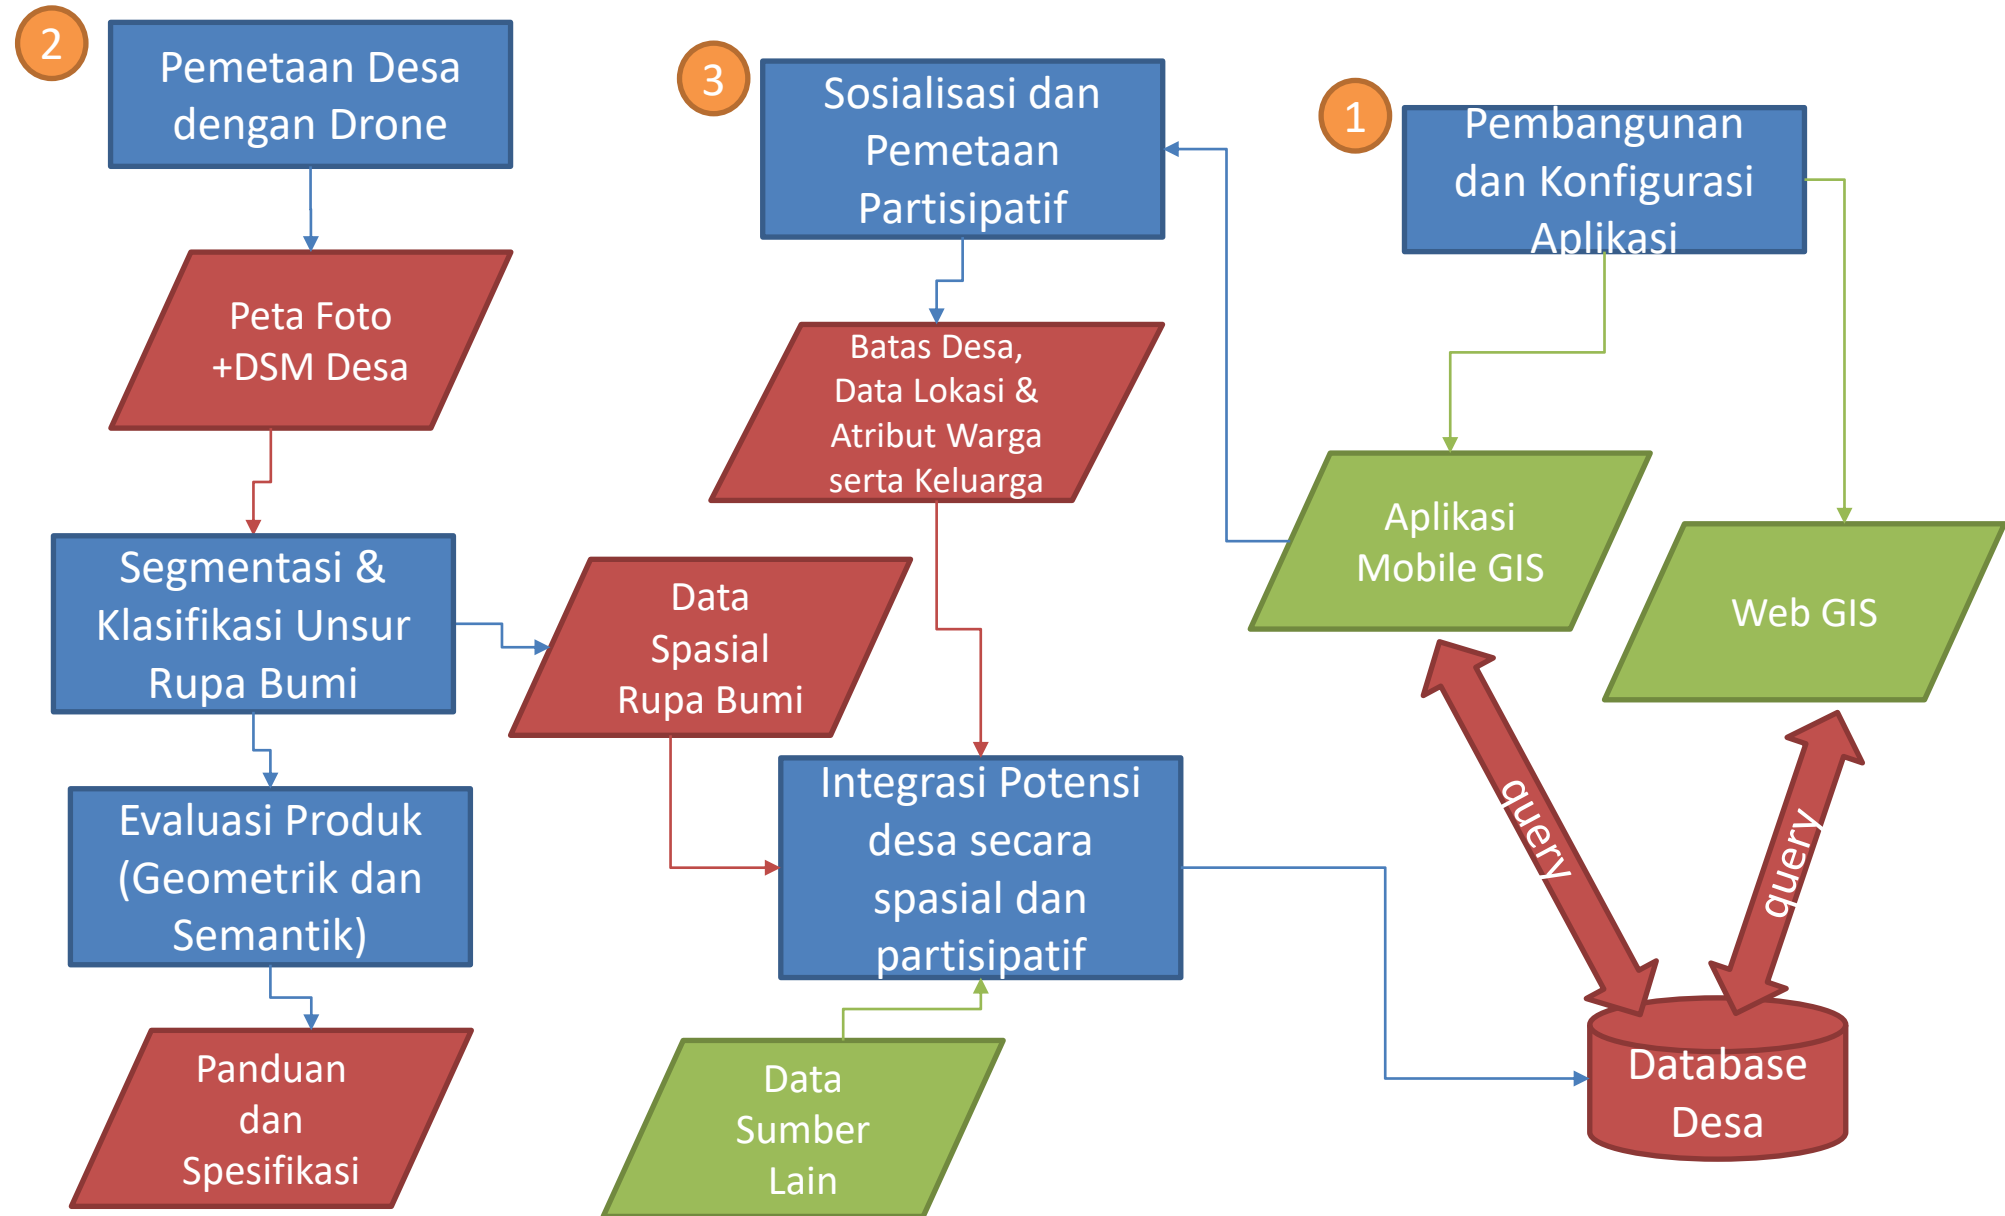 2
Pemetaan Desa
dengan Drone
Peta Foto
+DSM Desa
Segmentasi &
Klasifikasi Unsur
Rupa Bumi
Evaluasi Produk
(Geometrik dan
Semantik)
Panduan
dan
Spesifikasi
3
Sosialisasi dan
Pemetaan
Partisipatif
Batas Desa,
Data Lokasi &
Atribut Warga
serta Keluarga
Data
Spasial
Rupa Bumi
Integrasi Potensi
desa secara
spasial dan
partisipatif
Data
Sumber
Lain
1
Pembangunan
dan Konfigurasi
Aplikasi
Aplikasi
Mobile GIS
Web GIS
query
query
Database
Desa